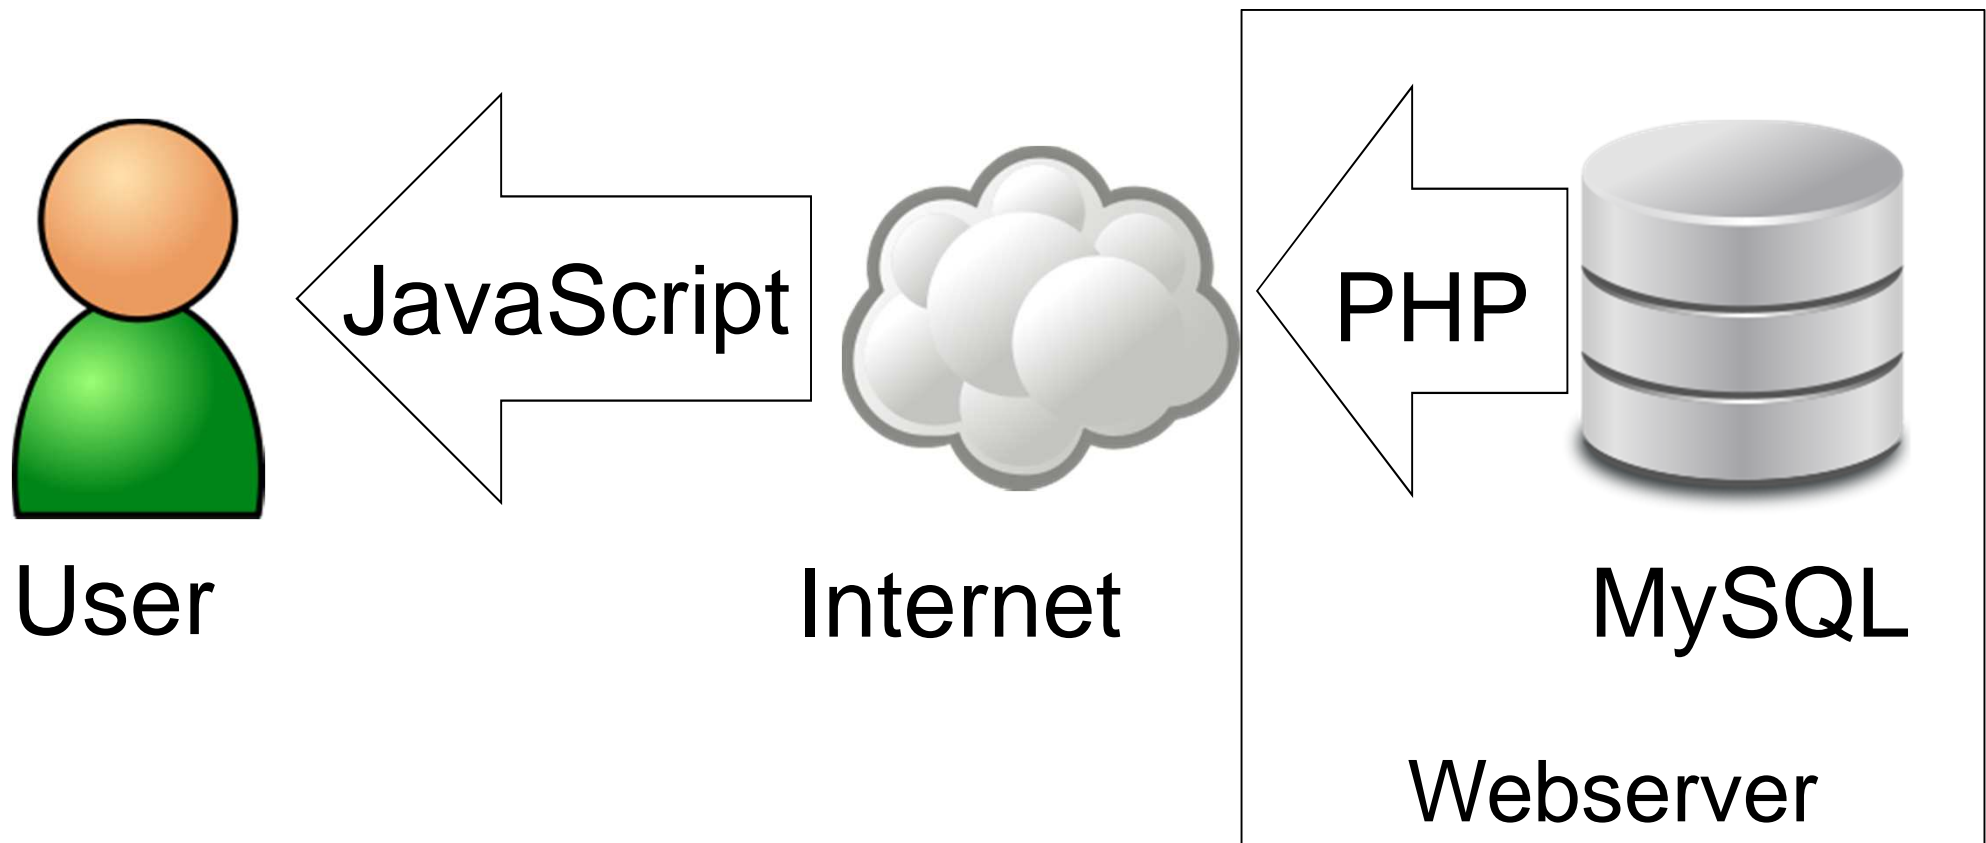 JavaScript
PHP
User
Internet
MySQL
Webserver